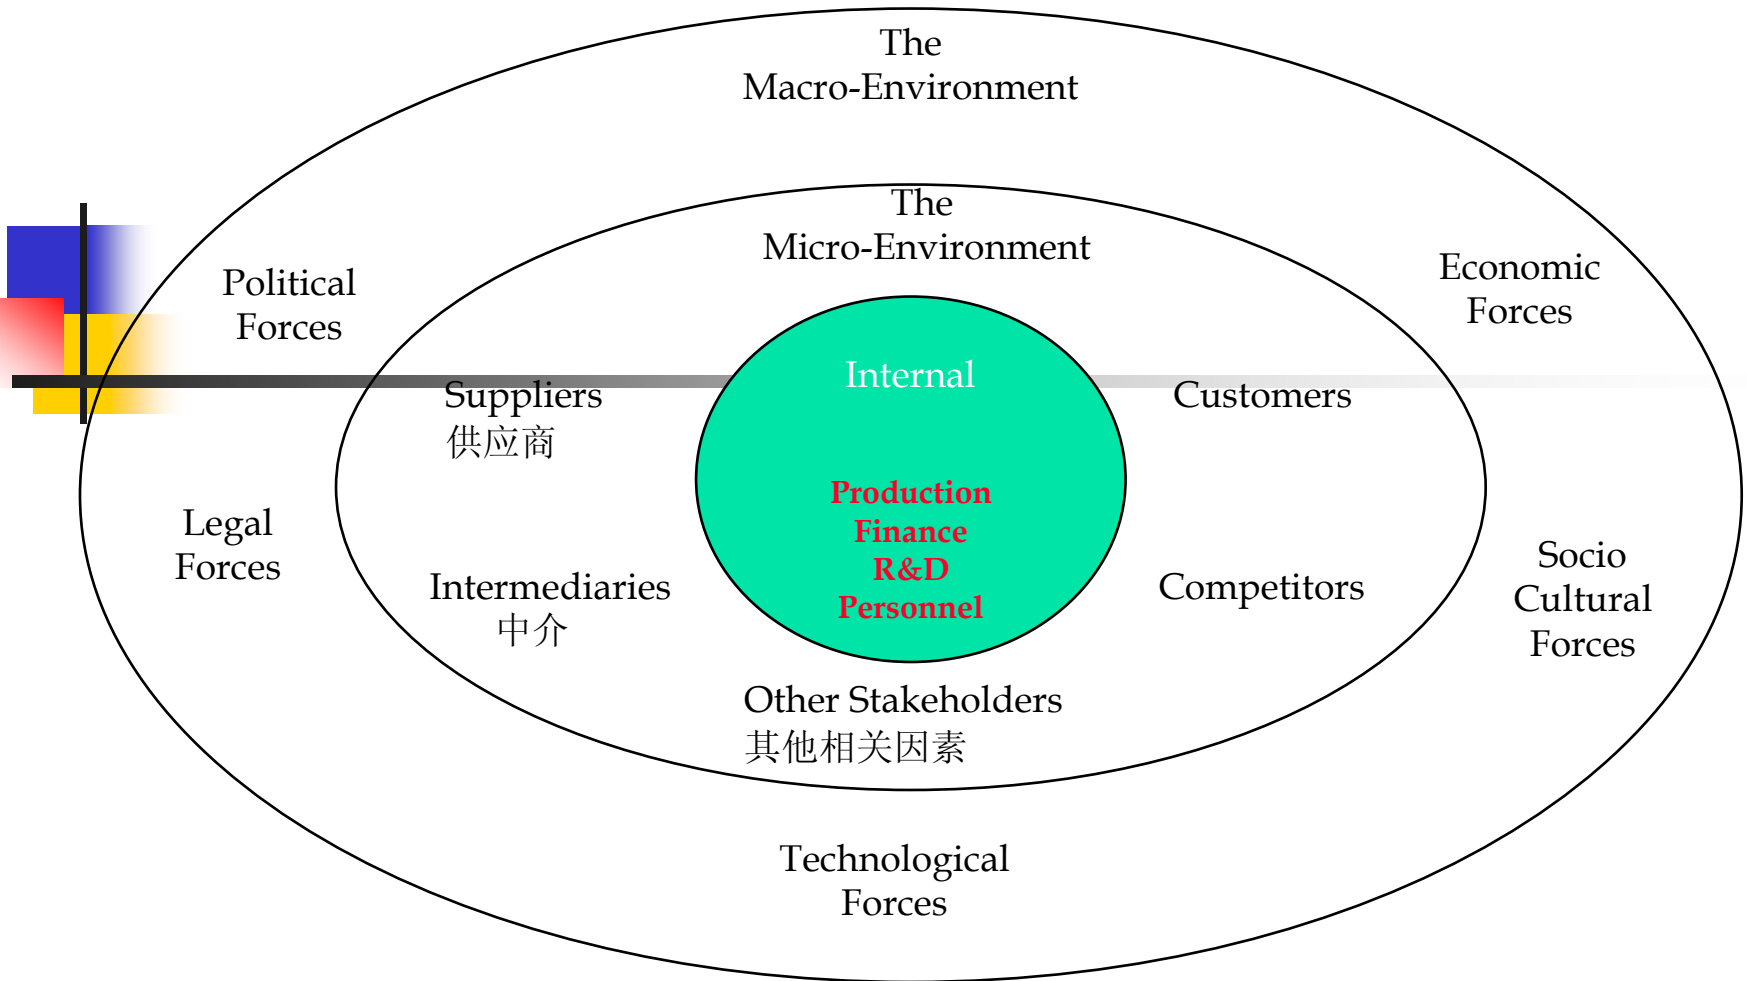 The
Macro-Environment
The
Micro-Environment
Political
Forces
Economic
Forces
Internal
Suppliers
供应商
Customers
Production
Finance
R&D
Personnel
Legal
Forces
Intermediaries
中介
Competitors
Socio
Cultural
Forces
Other Stakeholders
其他相关因素
Technological
Forces